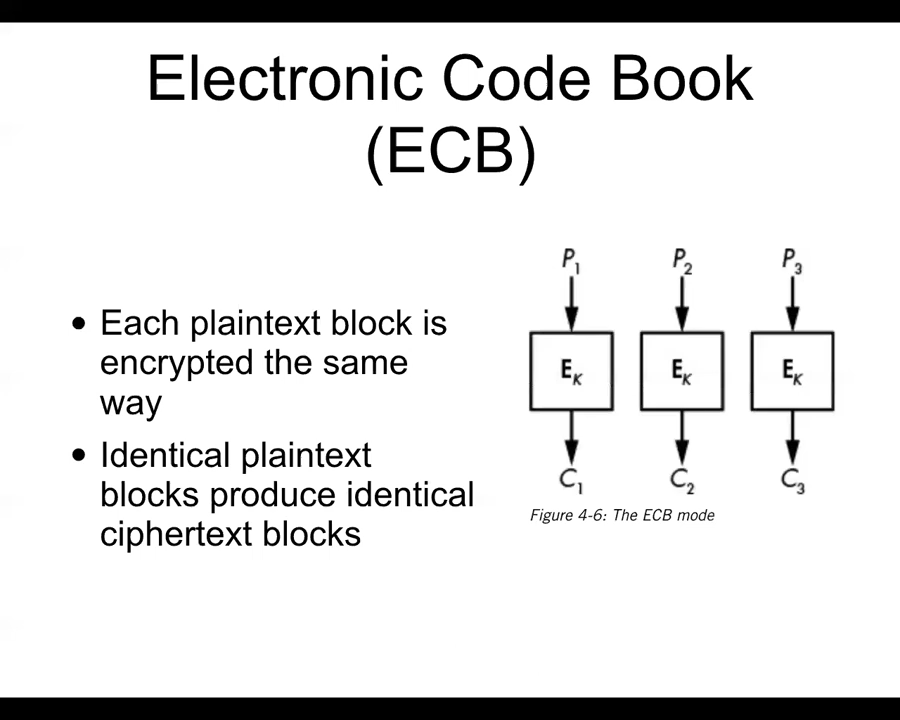 Electronic Code Book
(ECB)
• Each plaintext block is
encrypted the same
way
• Identical plaintext
blocks produce identical
ciphertext blocks
P1 P2 P3
EK EK EK
C1 C2 C3
Figure 4-6: The ECB mode